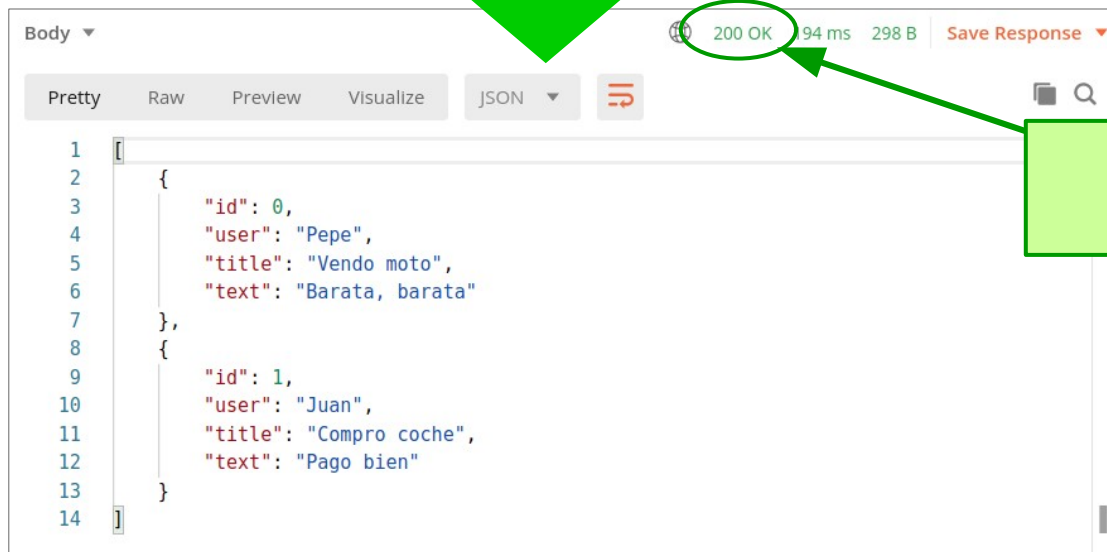 Body 200 OK 94 ms 298 B Save Response
Pretty Raw Preview Visualize JSON
1 [
2 {
3 "id": 0,
4 "user": "Pepe",
5 "title": "Vendo moto",
6 "text": "Barata, barata"
7 },
8 {
9 "id": 1,
10 "user": "Juan",
11 "title": "Compro coche",
12 "text": "Pago bien"
13 }
14 ]